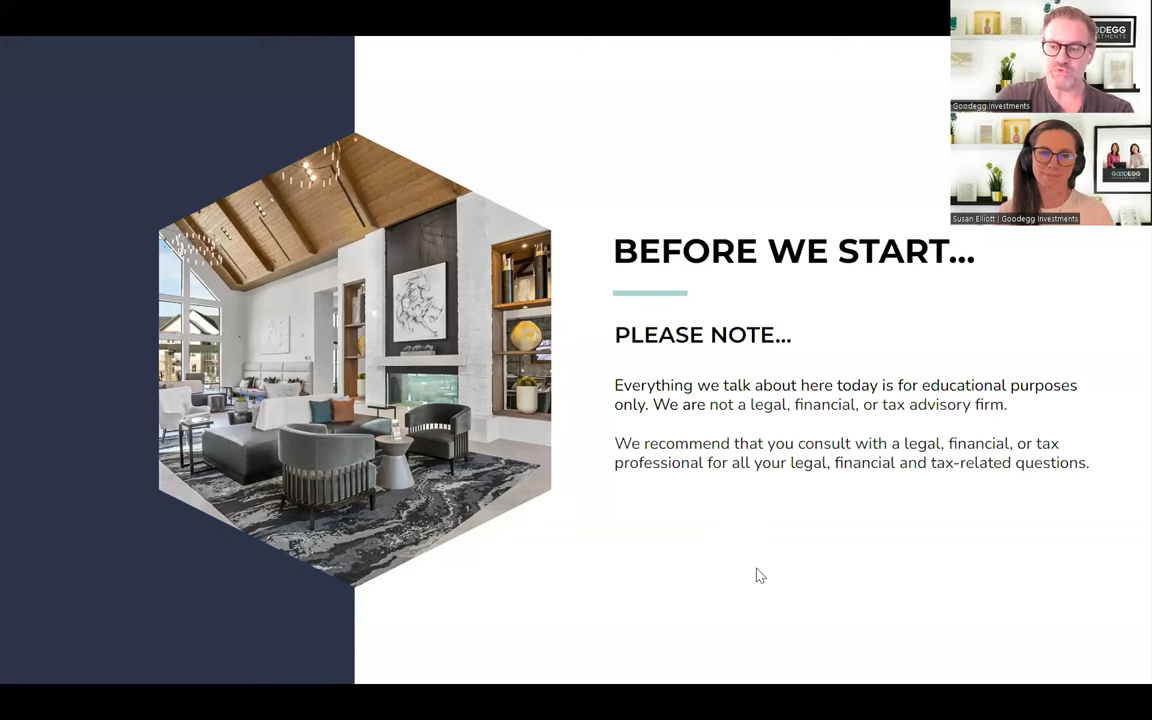 ODEGG
STMENTS
Goodegg Investments
GOODEGG
Susan Elliott | Goodegg Investments
BEFORE WE START...
PLEASE NOTE...
Everything we talk about here today is for educational purposes
only. We are not a legal, financial, or tax advisory firm.
We recommend that you consult with a legal, financial, or tax
professional for all your legal, financial and tax-related questions.